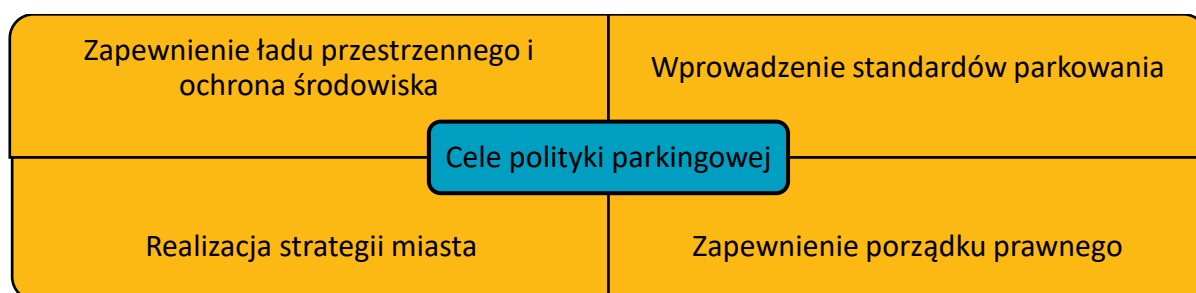 Zapewnienie ładu przestrzennego i
ochrona środowiska
Wprowadzenie standardów parkowania
Cele polityki parkingowej
Realizacja strategii miasta
Zapewnienie porządku prawnego